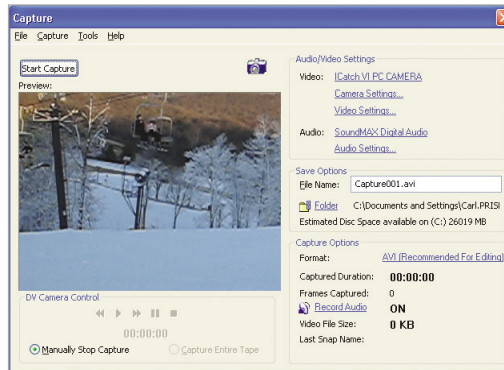 Capture
File Capture Tools Help
Start Capture
Preview:
DV Camera Control
00:00:00
Manually Stop Capture Capture Entire Tape
Audio/Video Settings
Video: ICatch VI PC CAMERA
Camera Settings...
Video Settings...
Audio: SoundMAX Digital Audio
Audio Settings...
Save Options
File Name: Capture001.avi
Folder C:\Documents and Settings\Carl.PRISI
Estimated Disc Space available on (C:) 26019 MB
Capture Options
Format: AVI (Recommended For Editing)
Captured Duration: 00:00:00
Frames Captured: 0
Record Audio ON
Video File Size: 0 KB
Last Snap Name: